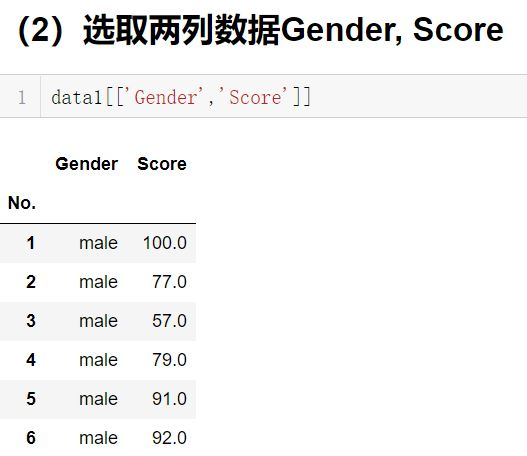 （2）选取两列数据Gender, Score
1 data1[['Gender','Score']]
Gender Score
No.
1 male 100.0
2 male 77.0
3 male 57.0
4 male 79.0
5 male 91.0
6 male 92.0